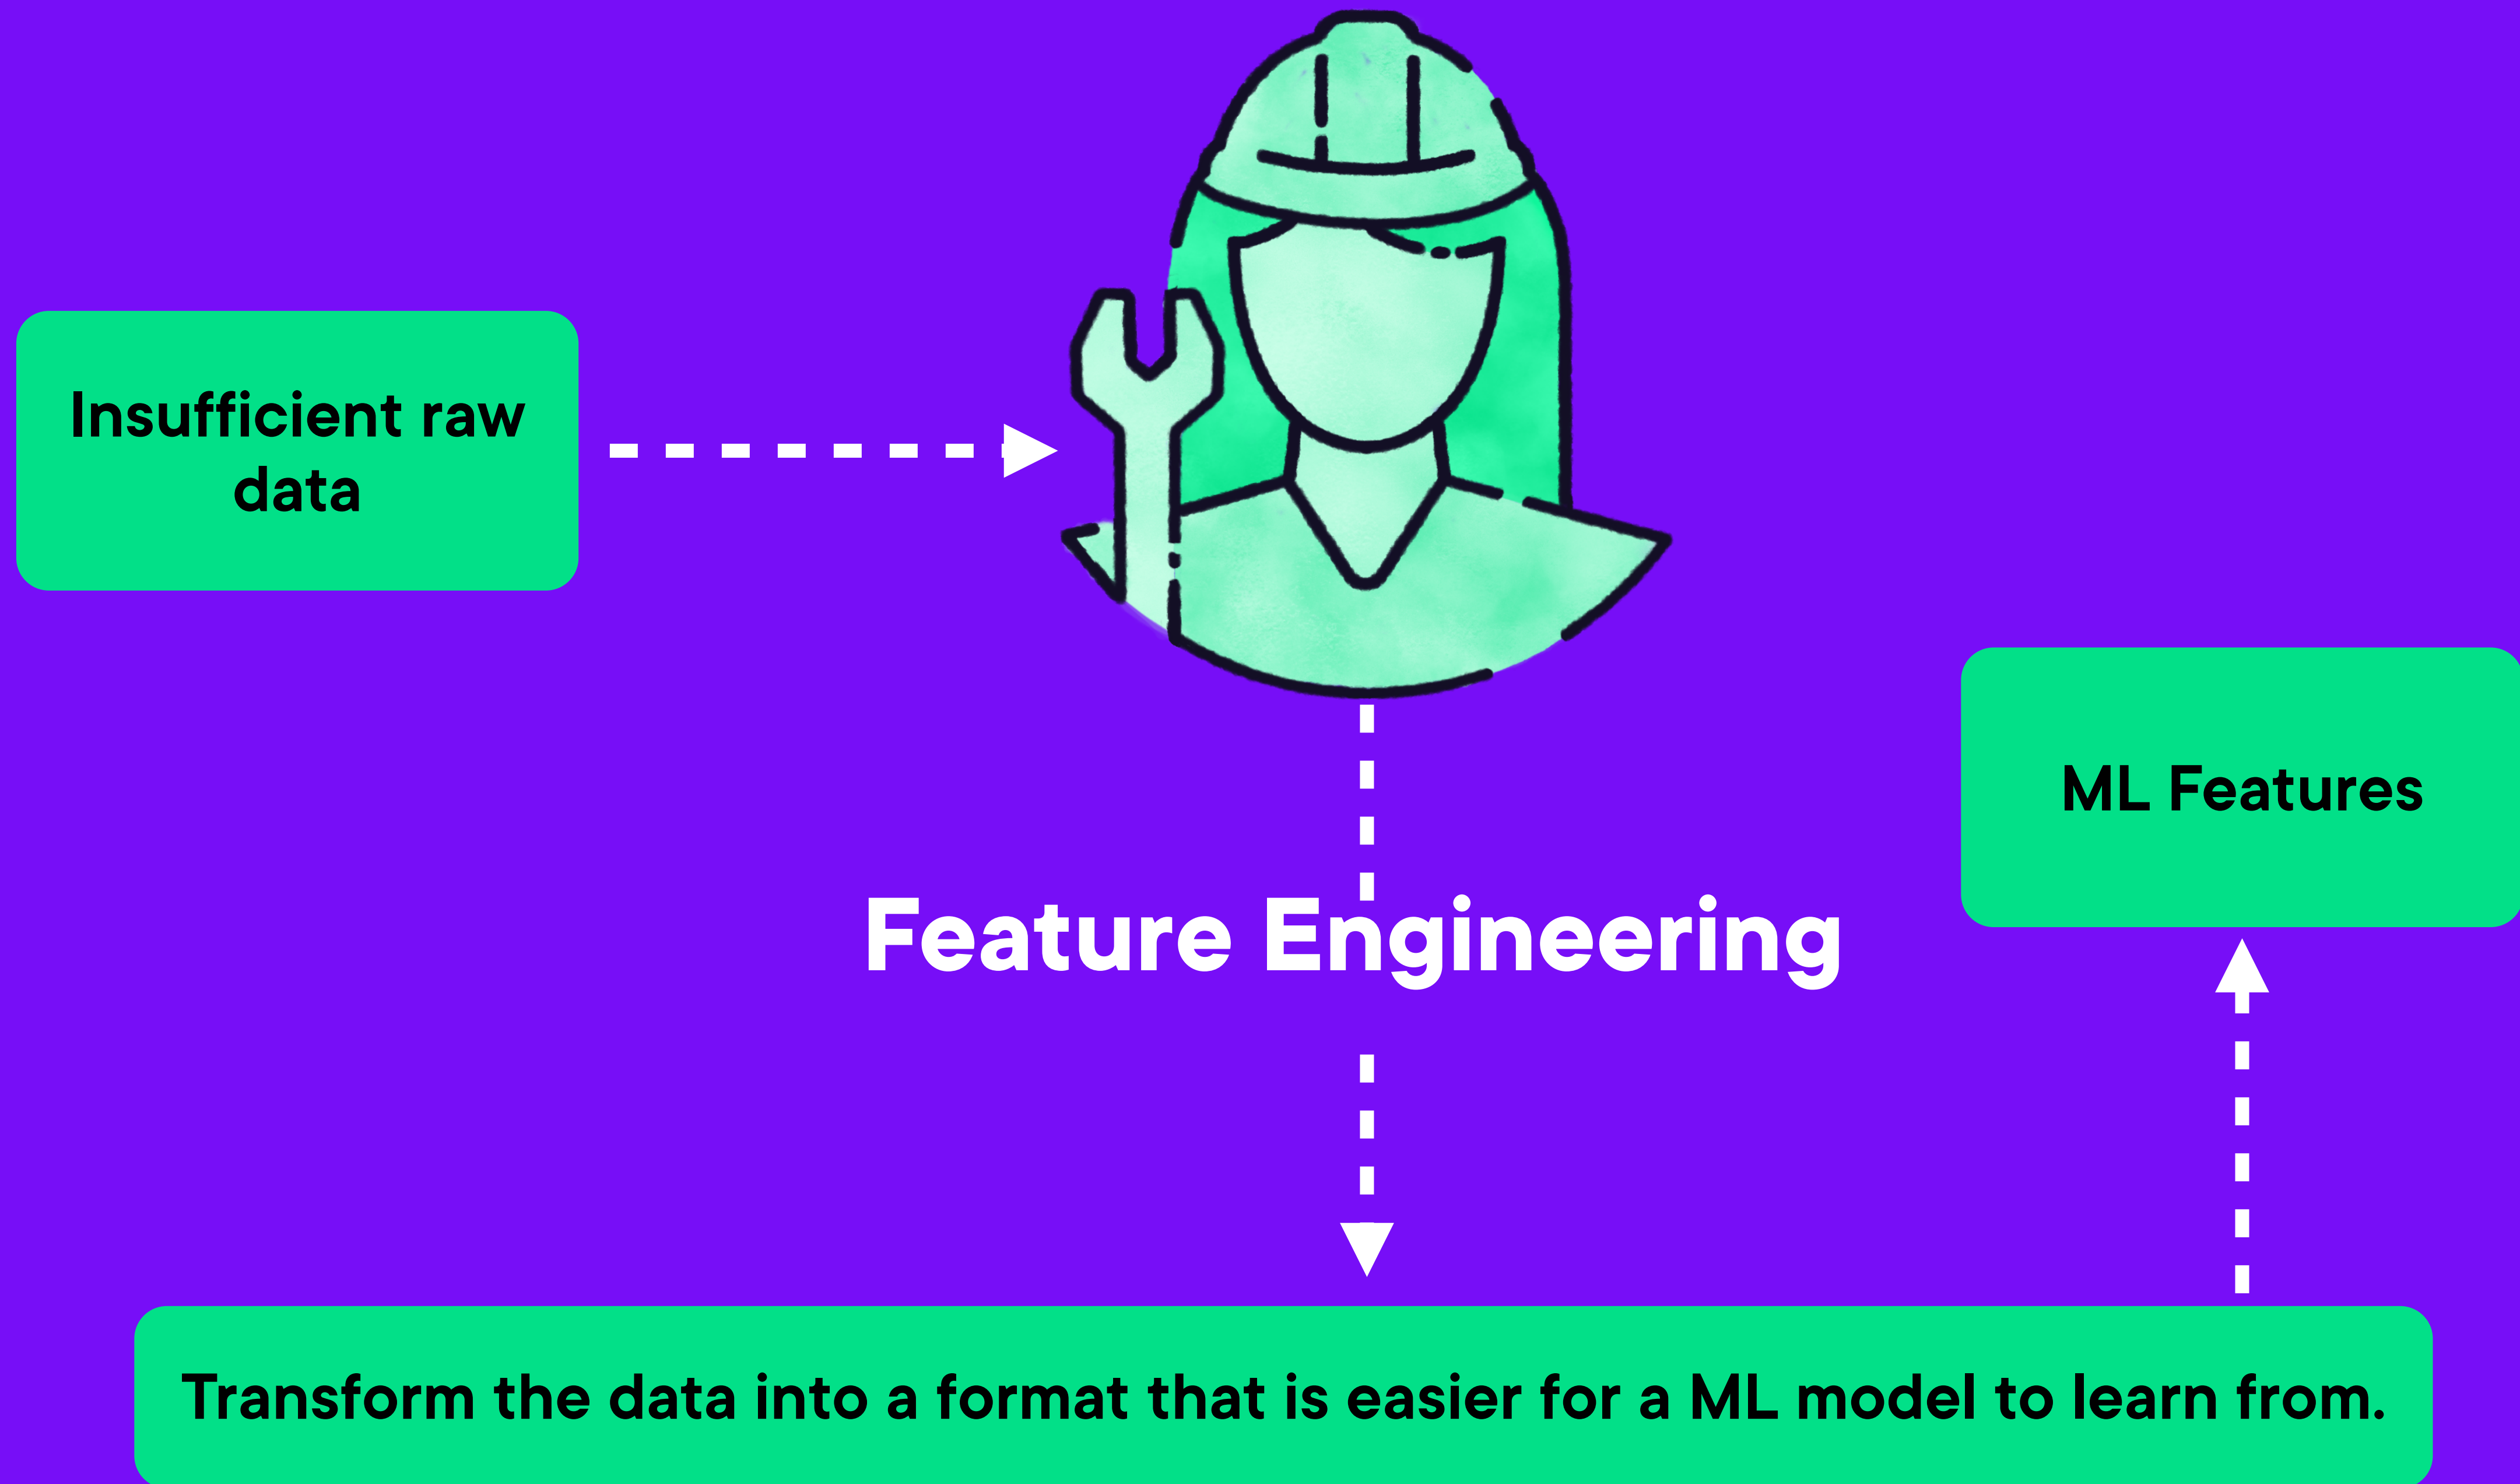 Insufficient raw
data
ML Features
Feature Engineering
Transform the data into a format that is easier for a ML model to learn from.